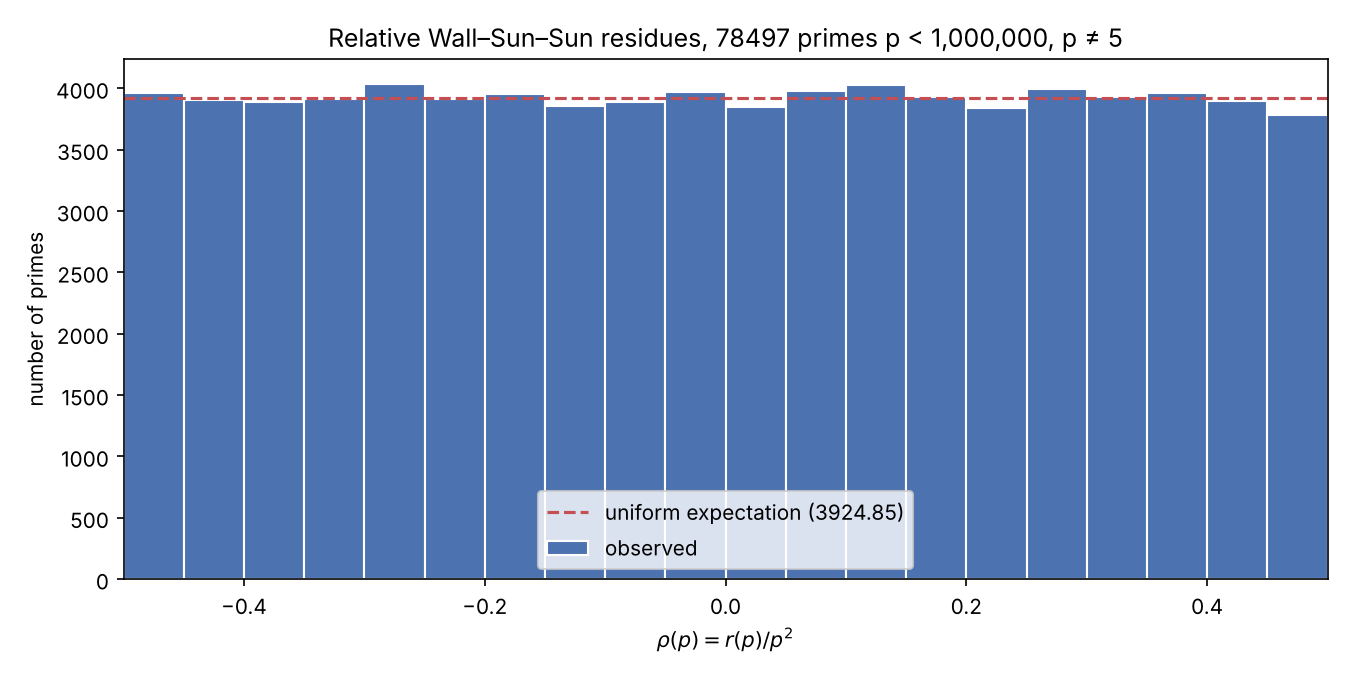 Relative Wall–Sun–Sun residues, 78497 primes p < 1,000,000, p ≠ 5
number of primes
4000
3500
3000
2500
2000
1500
1000
500
0
uniform expectation (3924.85)
observed
−0.4
−0.2
0.0
0.2
0.4
ρ(p) = r(p)/p²